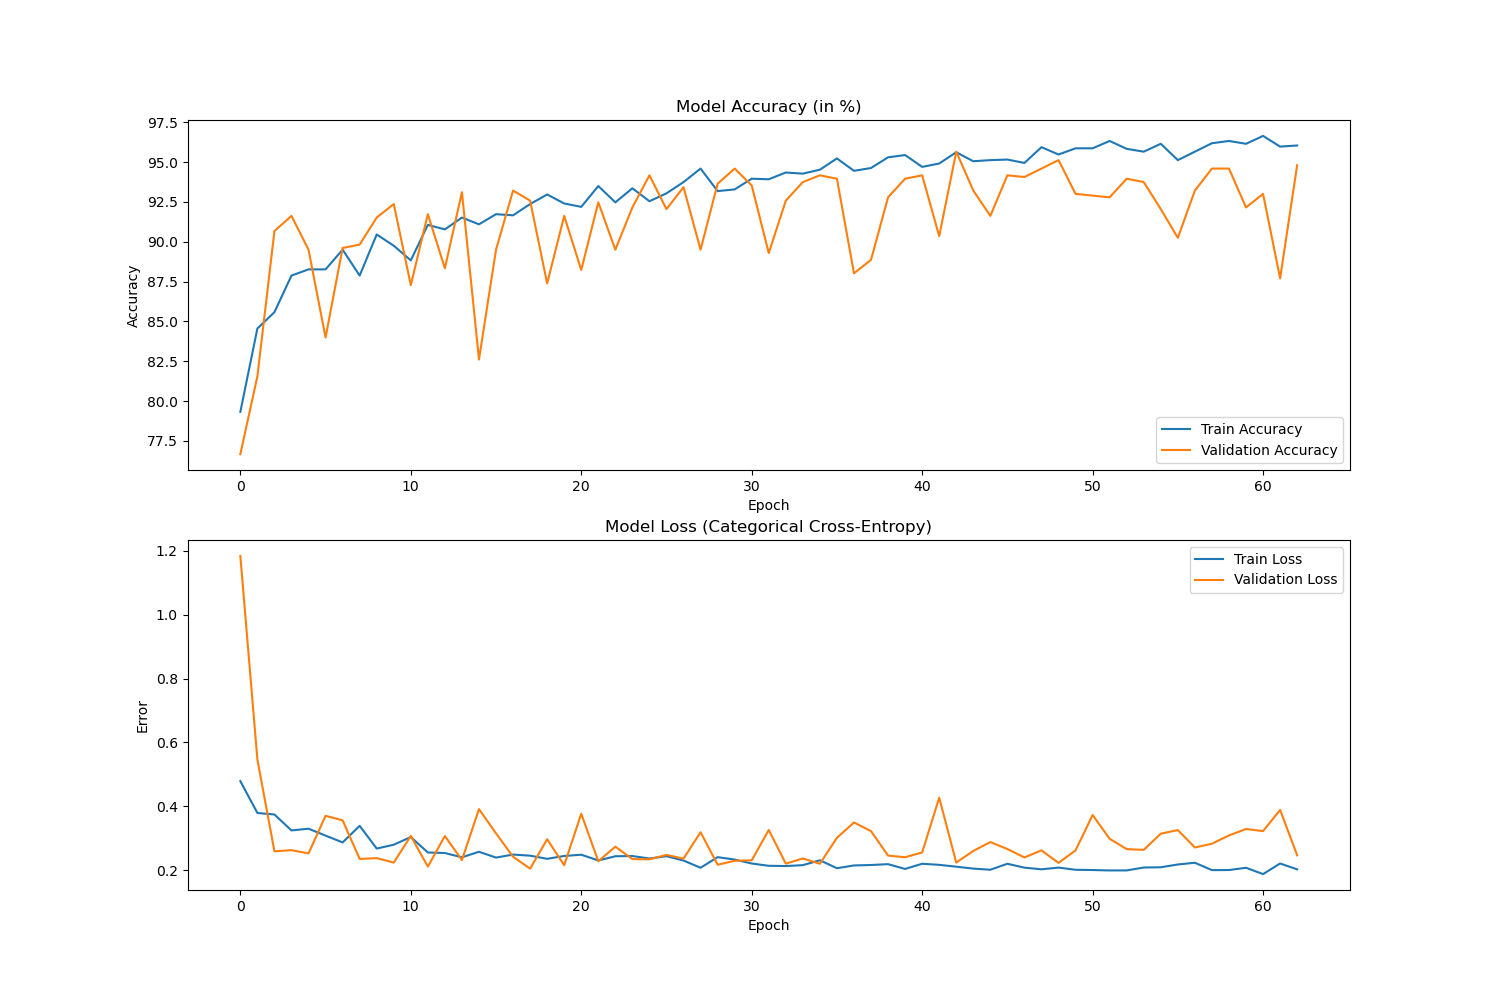 Model Accuracy (in %)
97.5
95.0
92.5
90.0
87.5
85.0
82.5
80.0
77.5
Accuracy
Train Accuracy
Validation Accuracy
0 10 20 30 40 50 60
Epoch
Model Loss (Categorical Cross-Entropy)
1.2
1.0
0.8
0.6
0.4
0.2
Error
Train Loss
Validation Loss
0 10 20 30 40 50 60
Epoch